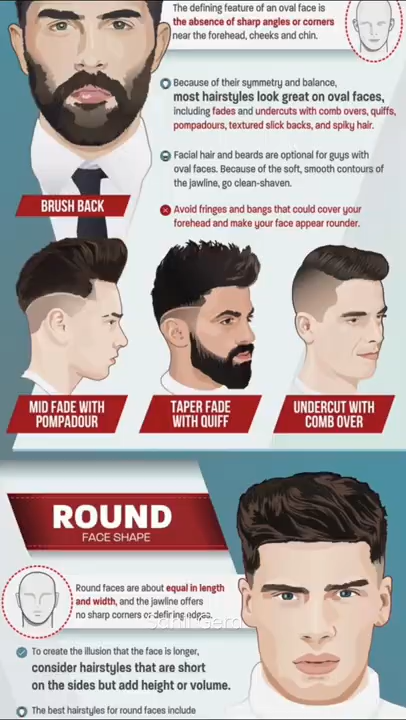 The defining feature of an oval face is
the absence of sharp angles or corners
near the forehead, cheeks and chin.
Because of their symmetry and balance,
most hairstyles look great on oval faces,
including fades and undercuts with comb overs, quiffs,
pompadours, textured slick backs, and spiky hair.
Facial hair and beards are optional for guys with
oval faces. Because of the soft, smooth contours of
the jawline, go clean-shaven.
BRUSH BACK
Avoid fringes and bangs that could cover your
forehead and make your face appear rounder.
MID FADE WITH
POMPADOUR
TAPER FADE
WITH QUIFF
UNDERCUT WITH
COMB OVER
ROUND
FACE SHAPE
Round faces are about equal in length
and width, and the jawline offers
no sharp corners or defining edges.
To create the illusion that the face is longer,
consider hairstyles that are short
on the sides but add height or volume.
The best hairstyles for round faces include